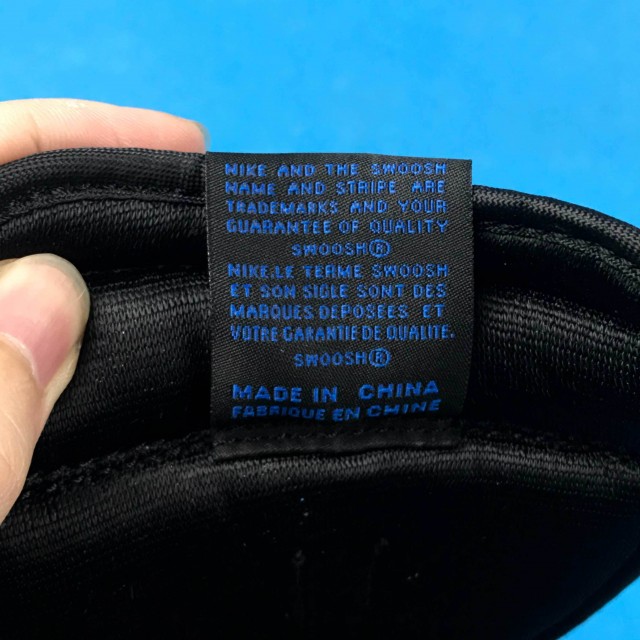 NIKE AND THE SWOOSH
NAME AND STRIPE ARE
TRADEMARKS AND YOUR
GUARANTEE OF QUALITY
SWOOSH®
NIKE.LE TERME SWOOSH
ET SON SIGLE SONT DES
MARQUES DEPOSEES ET
VOTRE GARANTIE DE QUALITE.
SWOOSH®
MADE IN CHINA
FABRIQUE EN CHINE